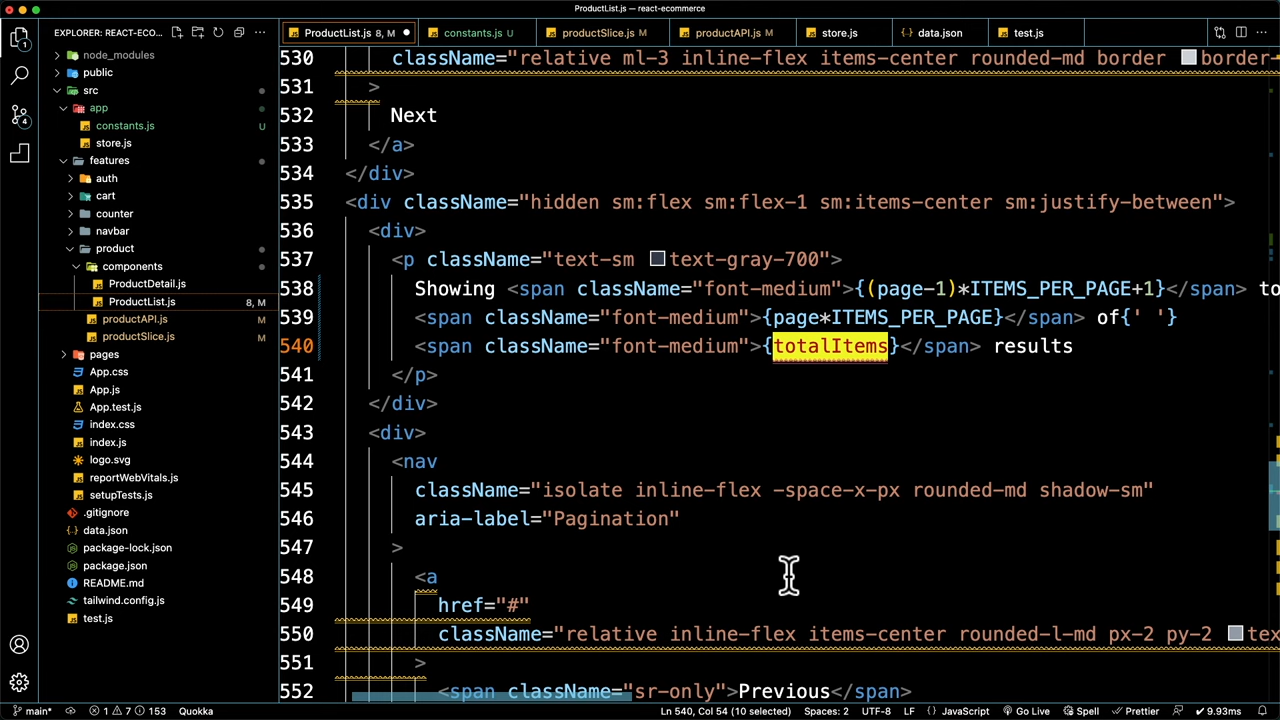 ProductList.js — react-ecommerce
EXPLORER: REACT-ECO...
ProductList.js 8, M
constants.js U
productSlice.js M
productAPI.js M
store.js
data.json
test.js
node_modules
public
src
app
constants.js U
store.js
features
auth
cart
counter
navbar
product
components
ProductDetail.js
ProductList.js 8, M
productAPI.js M
productSlice.js M
pages
App.css
App.js
App.test.js
index.css
index.js
logo.svg
reportWebVitals.js
setupTests.js
.gitignore
data.json
package-lock.json
package.json
README.md
tailwind.config.js
test.js
530 className="relative ml-3 inline-flex items-center rounded-md border border-
531 >
532 Next
533 </a>
534 </div>
535 <div className="hidden sm:flex sm:flex-1 sm:items-center sm:justify-between">
536 <div>
537 <p className="text-sm text-gray-700">
538 Showing <span className="font-medium">{(page-1)*ITEMS_PER_PAGE+1}</span> to
539 <span className="font-medium">{page*ITEMS_PER_PAGE}</span> of{' '}
540 <span className="font-medium">{totalItems}</span> results
541 </p>
542 </div>
543 <div>
544 <nav
545 className="isolate inline-flex -space-x-px rounded-md shadow-sm"
546 aria-label="Pagination"
547 >
548 <a
549 href="#"
550 className="relative inline-flex items-center rounded-l-md px-2 py-2 tex
551 >
552 <span className="sr-only">Previous</span>
main* 1 7 153 Quokka Ln 540, Col 54 (10 selected) Spaces: 2 UTF-8 LF {} JavaScript Go Live Spell Prettier 9.93ms